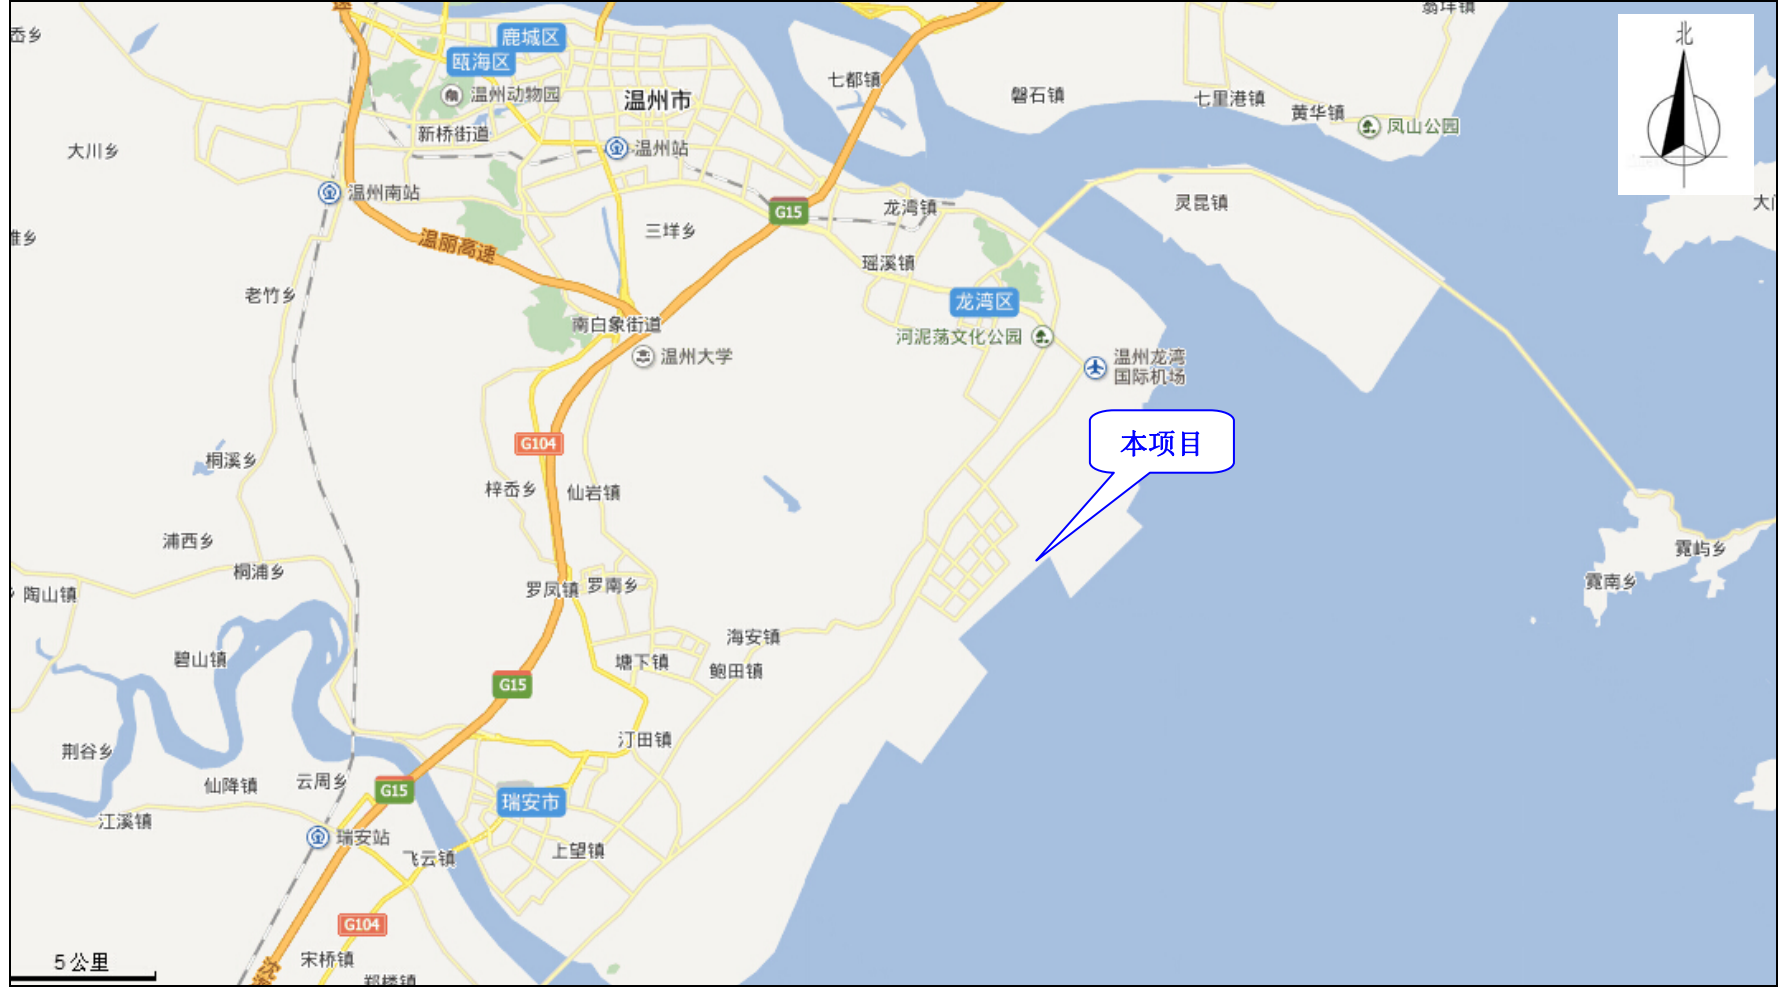 翁垟镇
岙乡
鹿城区
瓯海区
北
七都镇
温州动物园
温州市
磐石镇
七里港镇
黄华镇
凤山公园
新桥街道
大川乡
温州站
温州南站
灵昆镇
龙湾镇
G15
三垟乡
温丽高速
瑶溪镇
老竹乡
龙湾区
南白象街道
河泥荡文化公园
温州大学
温州龙湾
国际机场
本项目
G104
桐溪乡
梓岙乡
仙岩镇
浦西乡
霓屿乡
桐浦乡
霓南乡
陶山镇
罗凤镇
罗南乡
海安镇
碧山镇
塘下镇
鲍田镇
G15
汀田镇
荆谷乡
云周乡
仙降镇
G15
瑞安市
江溪镇
瑞安站
上望镇
飞云镇
G104
宋桥镇
5公里
郑楼镇